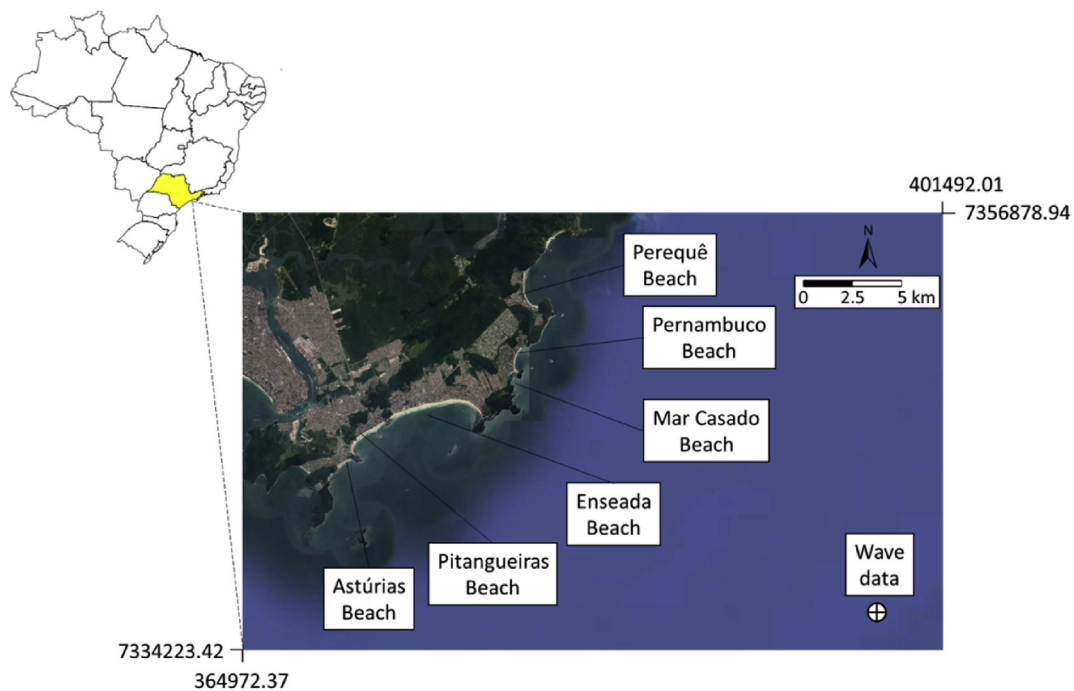 401492.01
7356878.94
N
0 2.5 5 km
Perequê
Beach
Pernambuco
Beach
Mar Casado
Beach
Enseada
Beach
Pitangueiras
Beach
Astúrias
Beach
Wave
data
7334223.42
364972.37